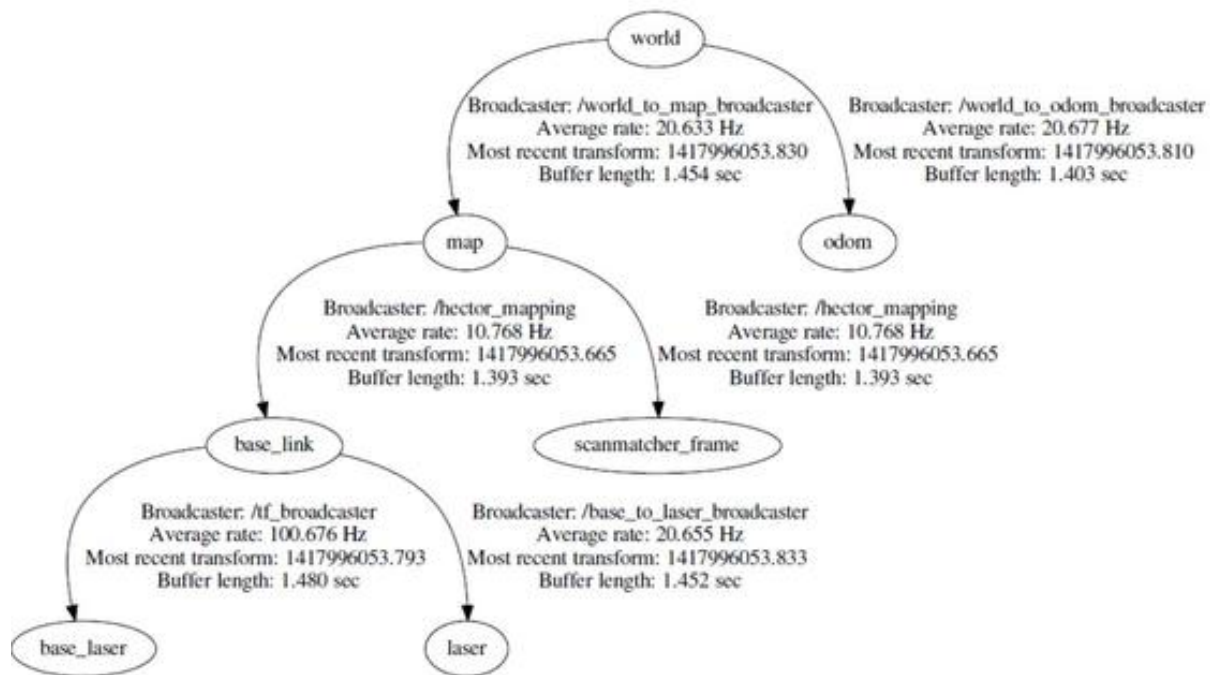 world
Broadcaster: /world_to_map_broadcaster
Average rate: 20.633 Hz
Most recent transform: 1417996053.830
Buffer length: 1.454 sec
Broadcaster: /world_to_odom_broadcaster
Average rate: 20.677 Hz
Most recent transform: 1417996053.810
Buffer length: 1.403 sec
map
odom
Broadcaster: /hector_mapping
Average rate: 10.768 Hz
Most recent transform: 1417996053.665
Buffer length: 1.393 sec
Broadcaster: /hector_mapping
Average rate: 10.768 Hz
Most recent transform: 1417996053.665
Buffer length: 1.393 sec
base_link
scanmatcher_frame
Broadcaster: /tf_broadcaster
Average rate: 100.676 Hz
Most recent transform: 1417996053.793
Buffer length: 1.480 sec
Broadcaster: /base_to_laser_broadcaster
Average rate: 20.655 Hz
Most recent transform: 1417996053.833
Buffer length: 1.452 sec
base_laser
laser